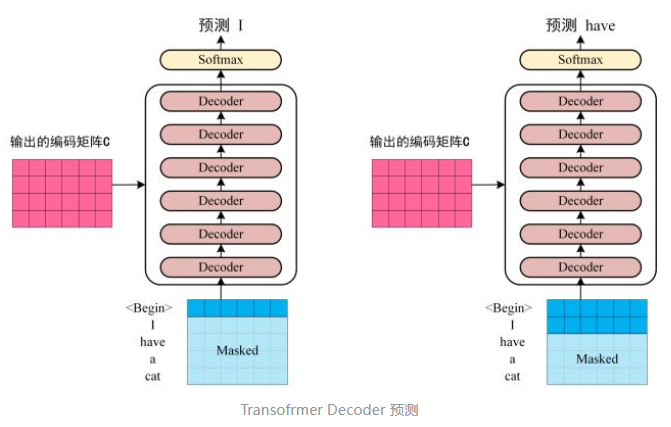 预测 I
Softmax
Decoder
Decoder
Decoder
Decoder
Decoder
Decoder
输出的编码矩阵C
<Begin>
I
have
a
cat
Masked
预测 have
Softmax
Decoder
Decoder
Decoder
Decoder
Decoder
Decoder
输出的编码矩阵C
<Begin>
I
have
a
cat
Masked
Transofrmer Decoder 预测